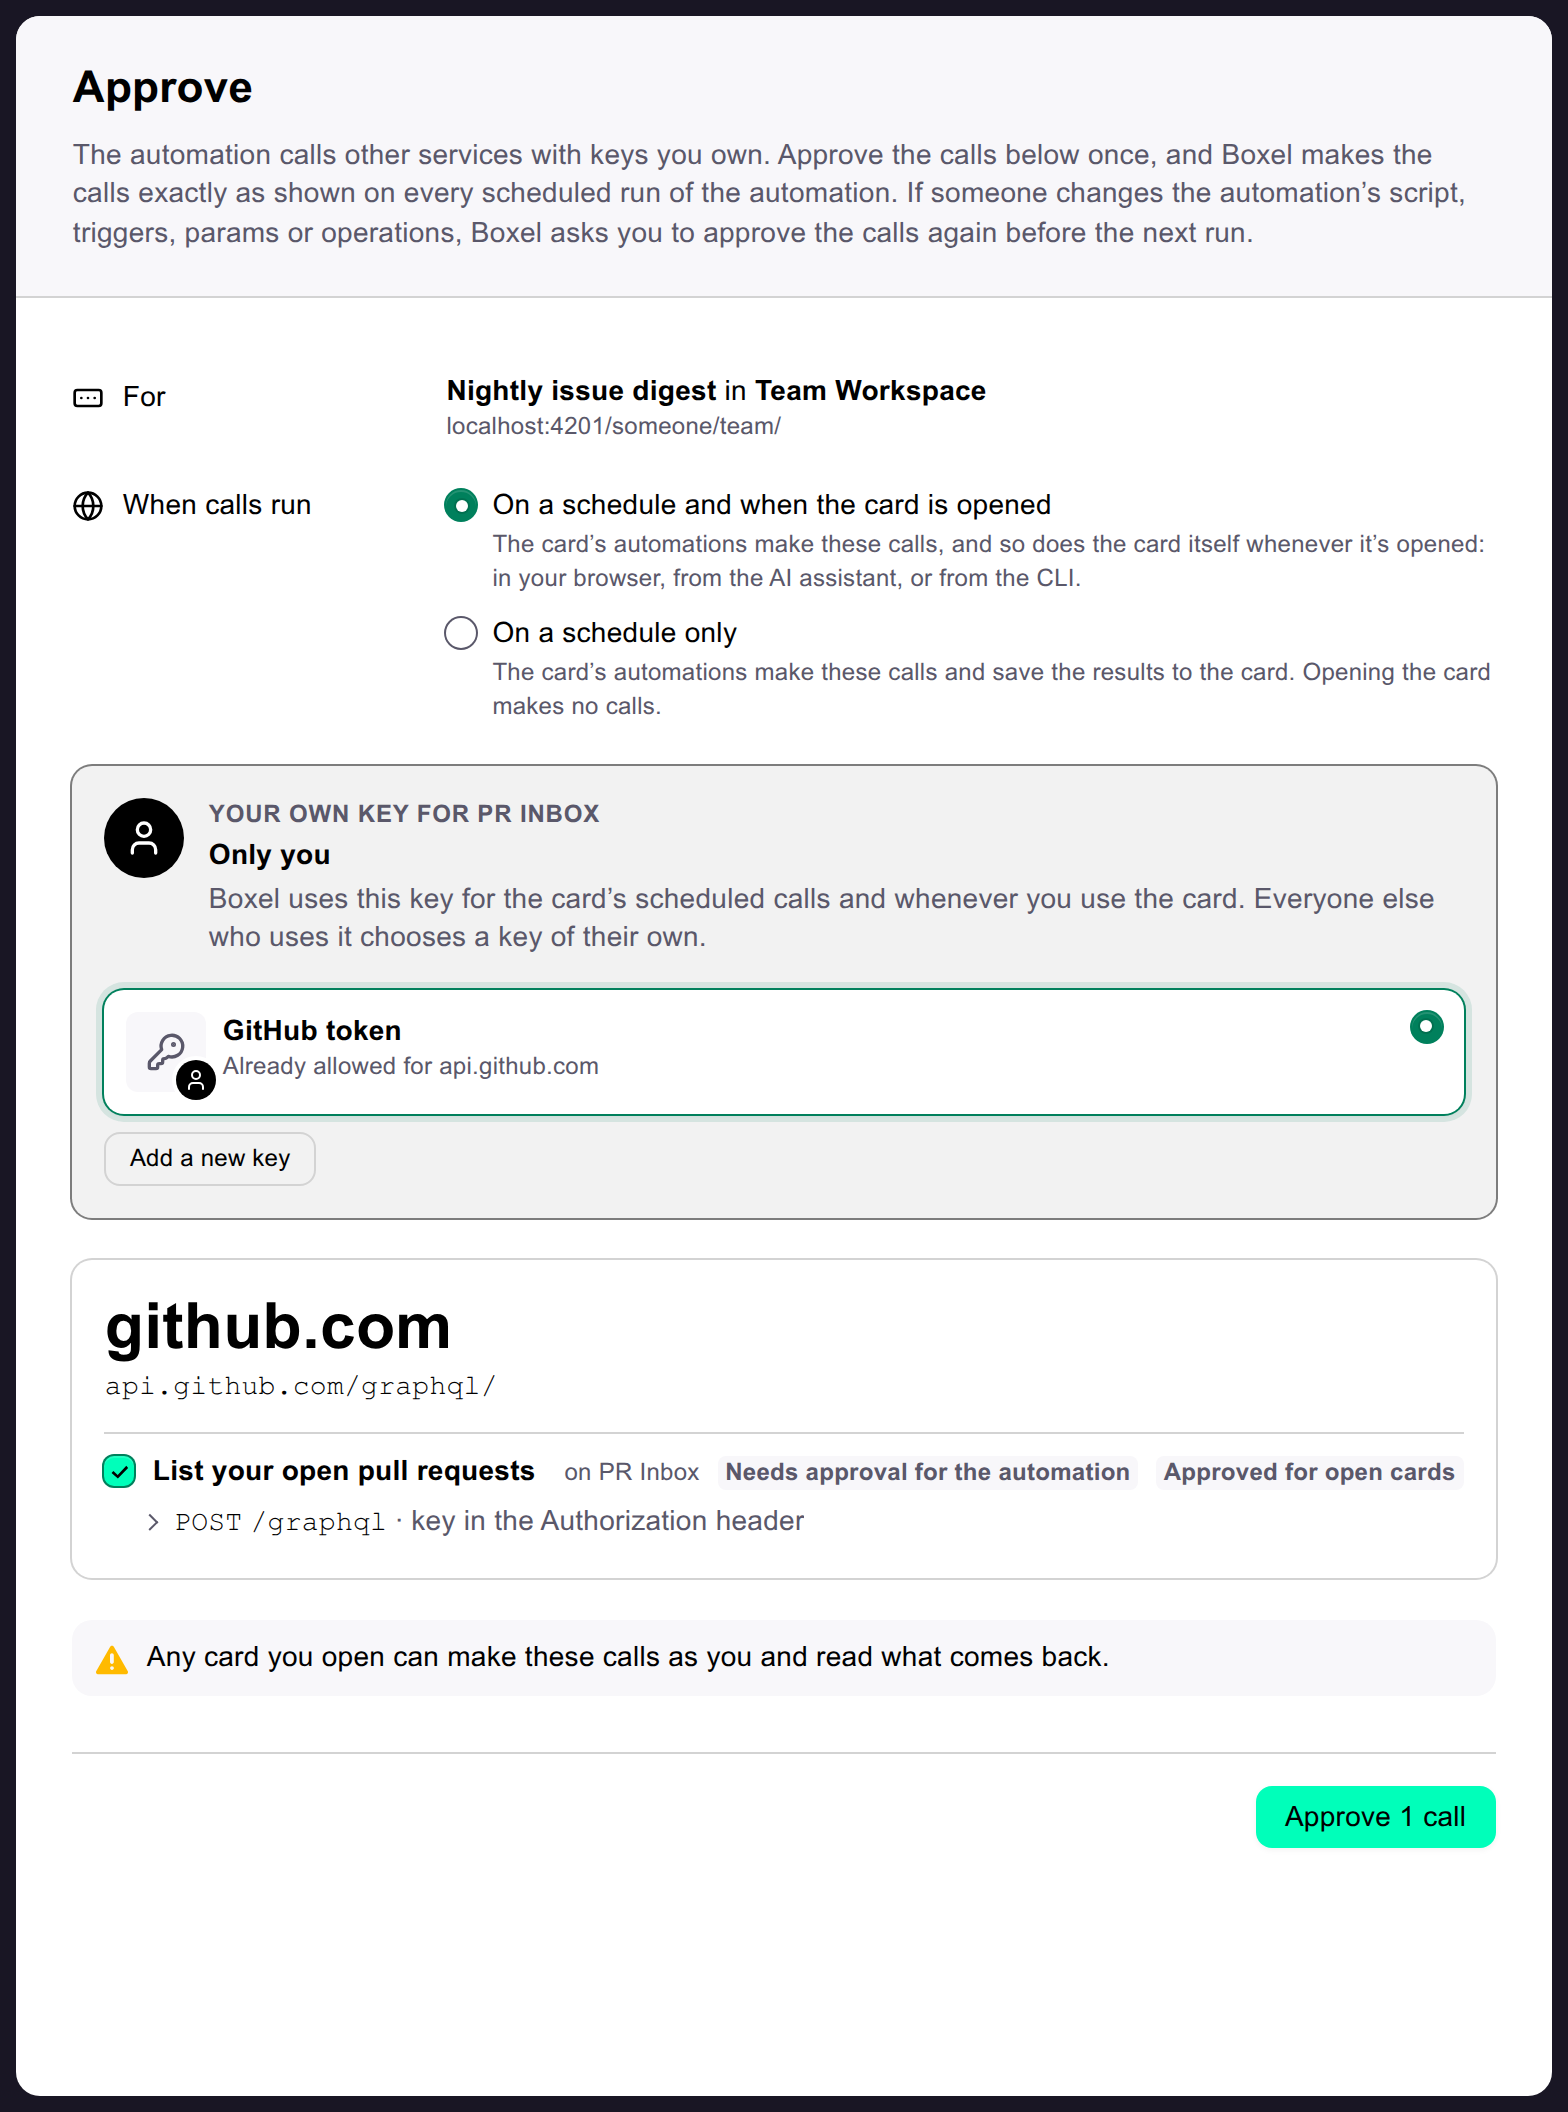 Approve
The automation calls other services with keys you own. Approve the calls below once, and Boxel makes the
calls exactly as shown on every scheduled run of the automation. If someone changes the automation’s script,
triggers, params or operations, Boxel asks you to approve the calls again before the next run.
For
Nightly issue digest in Team Workspace
localhost:4201/someone/team/
When calls run
On a schedule and when the card is opened
The card’s automations make these calls, and so does the card itself whenever it’s opened:
in your browser, from the AI assistant, or from the CLI.
On a schedule only
The card’s automations make these calls and save the results to the card. Opening the card
makes no calls.
YOUR OWN KEY FOR PR INBOX
Only you
Boxel uses this key for the card’s scheduled calls and whenever you use the card. Everyone else
who uses it chooses a key of their own.
GitHub token
Already allowed for api.github.com
Add a new key
github.com
api.github.com/graphql/
List your open pull requests on PR Inbox Needs approval for the automation Approved for open cards
POST /graphql · key in the Authorization header
Any card you open can make these calls as you and read what comes back.
Approve 1 call